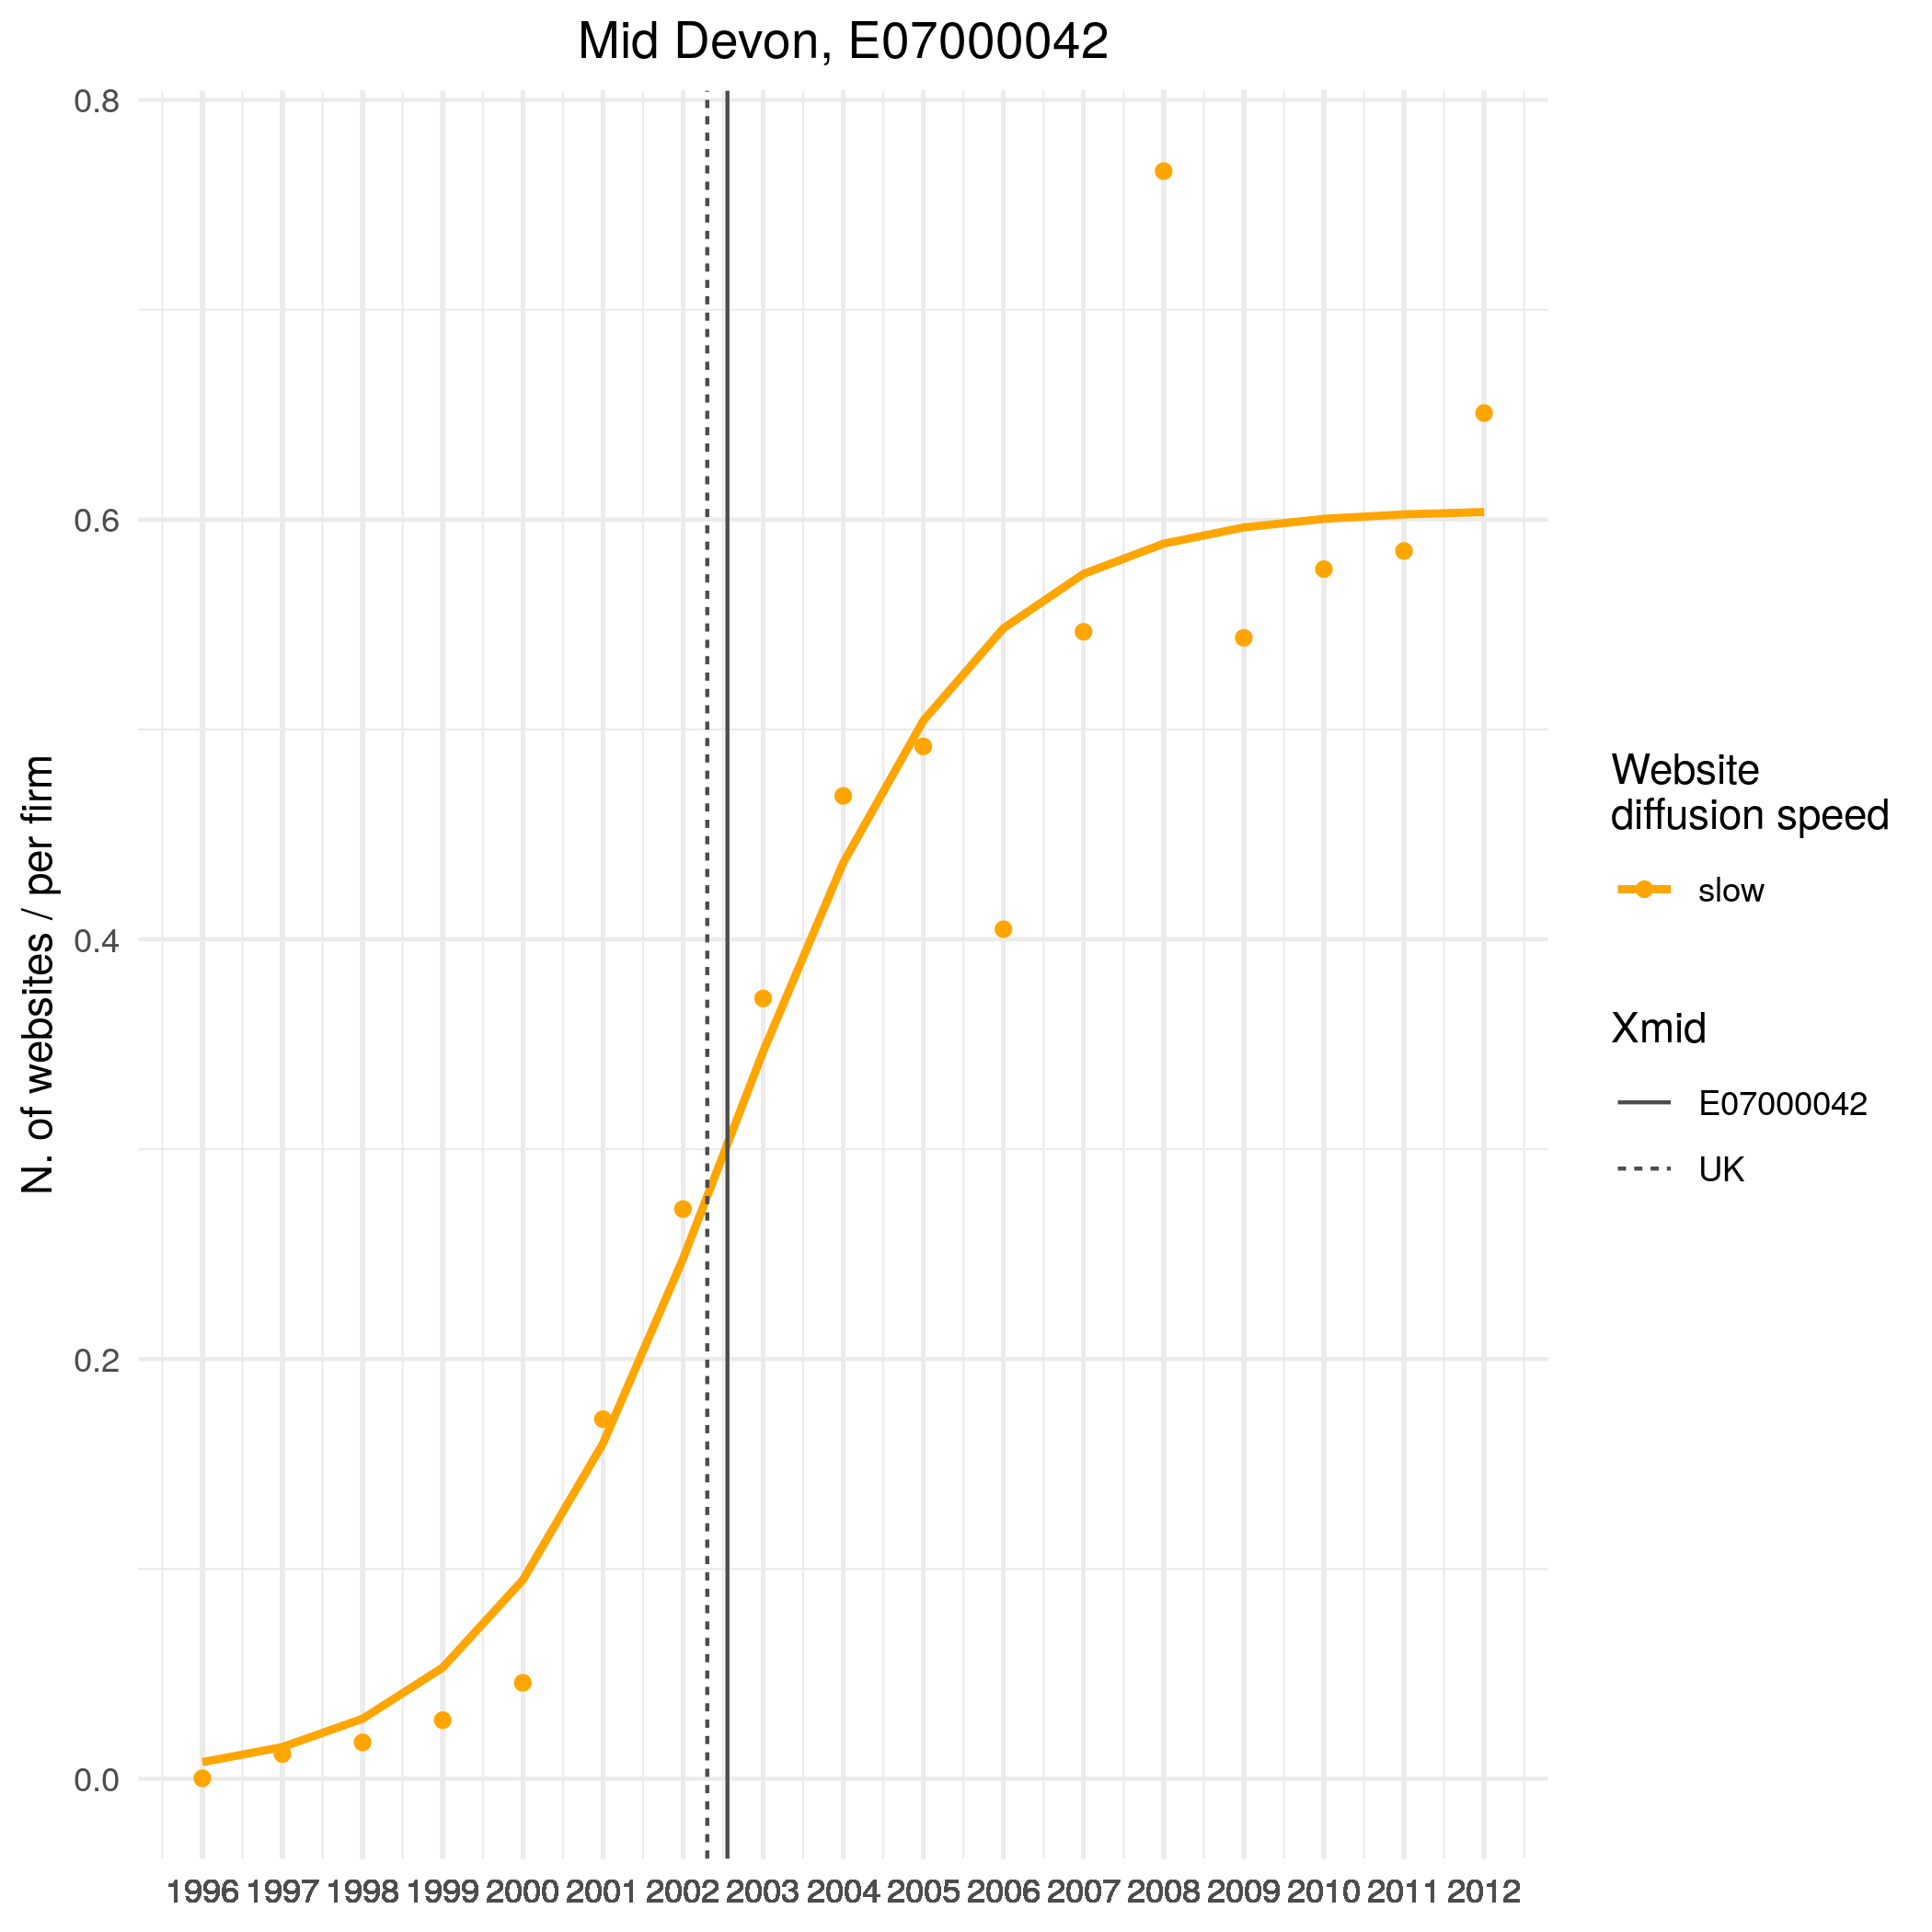 Mid Devon, E07000042
N. of websites / per firm
0.8
0.6
0.4
0.2
0.0
1996 1997 1998 1999 2000 2001 2002 2003 2004 2005 2006 2007 2008 2009 2010 2011 2012
Website
diffusion speed
slow
Xmid
E07000042
UK